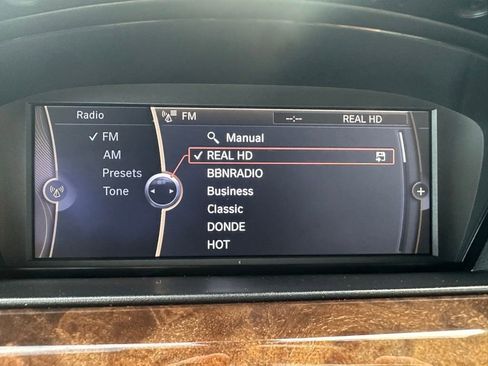 Radio
FM
--:--
REAL HD
✓ FM
AM
Presets
Tone
Manual
✓ REAL HD
BBNRADIO
Business
Classic
DONDE
HOT
+